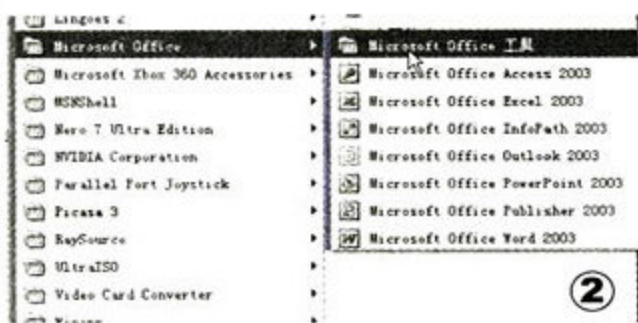 Lingoes 2
Microsoft Office
Microsoft Xbox 360 Accessories
MSNShell
Nero 7 Ultra Edition
NVIDIA Corporation
Parallel Port Joystick
Picasa 3
RaySource
UltraISO
Video Card Converter
Microsoft Office 工具
Microsoft Office Access 2003
Microsoft Office Excel 2003
Microsoft Office InfoPath 2003
Microsoft Office Outlook 2003
Microsoft Office PowerPoint 2003
Microsoft Office Publisher 2003
Microsoft Office Word 2003
②